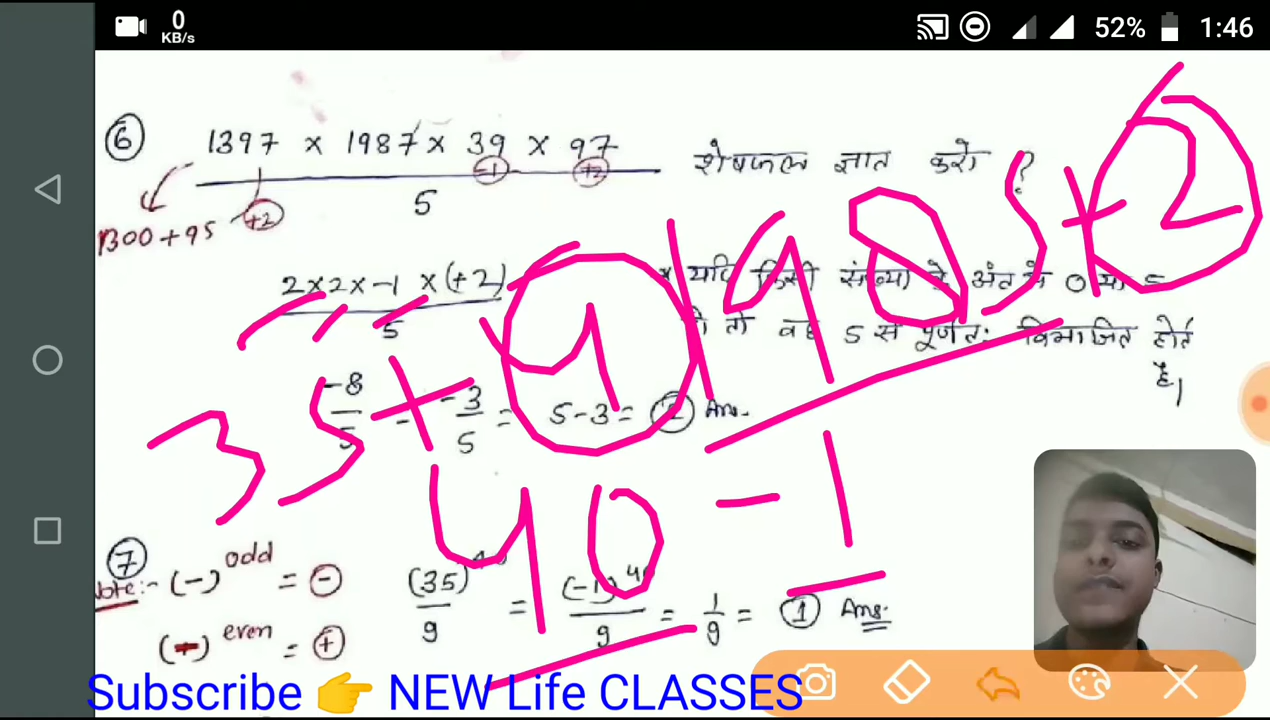 0
KB/s
52% 1:46
6 1397 x 1987 x 39 x 97 शेषफल ज्ञात करो ?
-1 +2
5
1300+95 +2
2x2x-1 x(+2) * यदि किसी संख्या के अंत में 0 या 5
5 हो तो वह 5 से पूर्णत: विभाजित होती
है।
-8/5 = -3/5 = 5-3 = 2 Ans.
1985+2
35+9
40 -1
7 odd
Note:- (-) = -
(35)^40/9 = (-1)^40/9 = 1/9 = 1 Ans.
(-) even = +
Subscribe 👉 NEW Life CLASSES